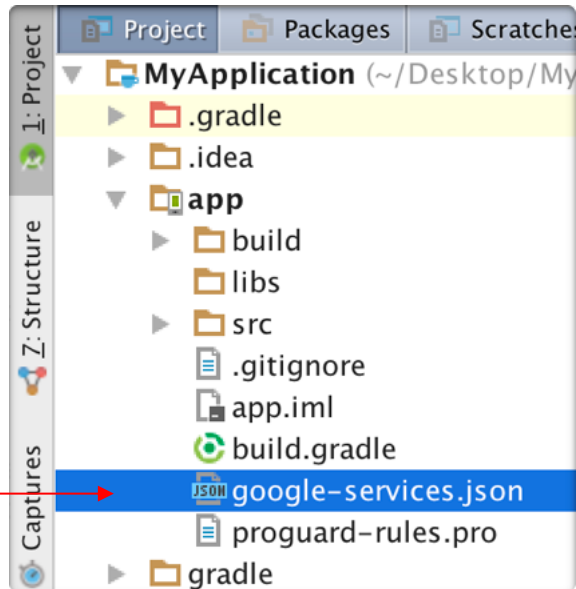 Project Packages Scratches
MyApplication (~/Desktop/My
.gradle
.idea
app
build
libs
src
.gitignore
app.iml
build.gradle
JSON google-services.json
proguard-rules.pro
gradle
1: Project
7: Structure
Captures